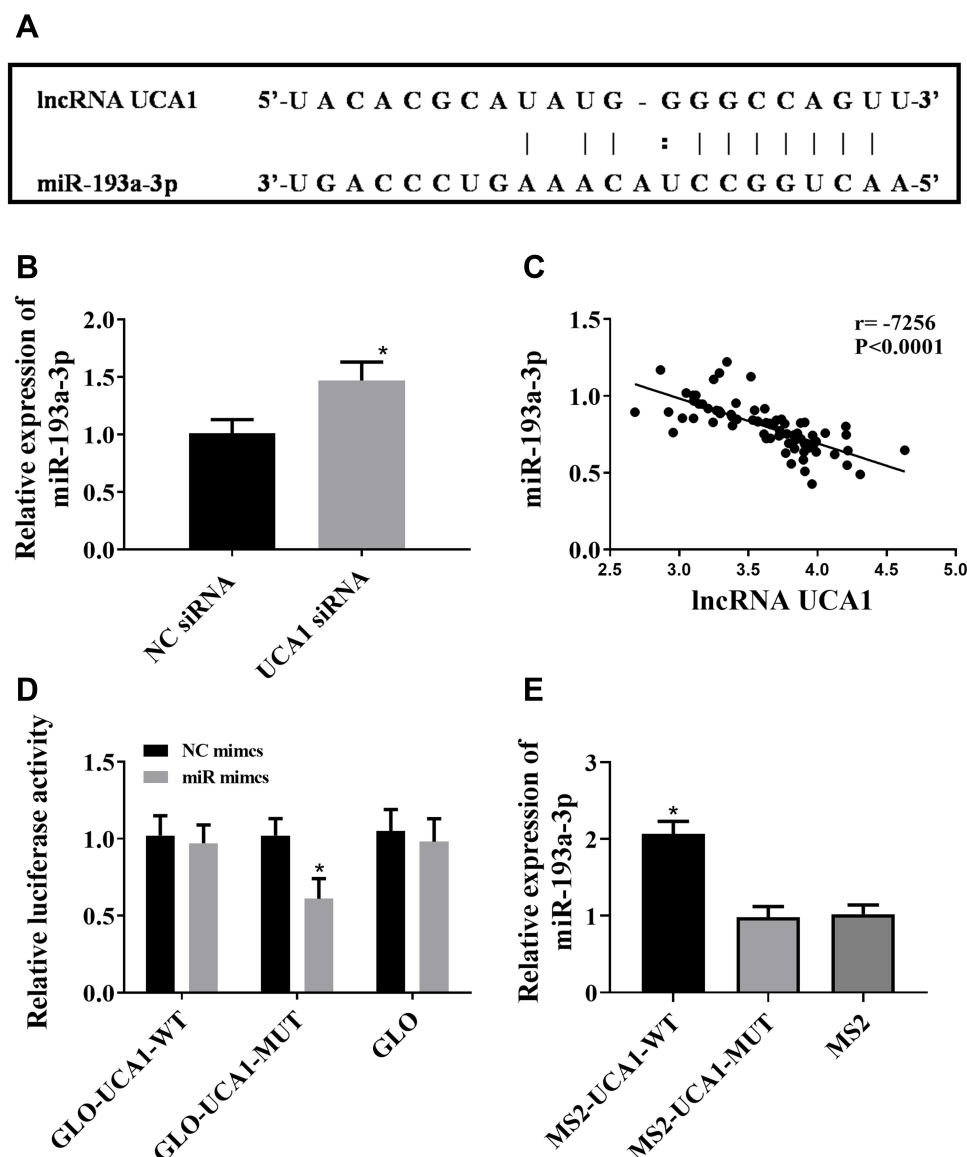 A
lncRNA UCA1 5’-U A C A C G C A U A U G - G G G C C A G U U-3’
| | | : | | | | | | |
miR-193a-3p 3’-U G A C C C U G A A A C A U C C G G U C A A-5’
B
Relative expression of
miR-193a-3p
2.0
1.5
1.0
0.5
0.0
*
NC siRNA
UCA1 siRNA
C
miR-193a-3p
1.5
1.0
0.5
0.0
r= -7256
P<0.0001
2.5 3.0 3.5 4.0 4.5 5.0
lncRNA UCA1
D
Relative luciferase activity
1.5
1.0
0.5
0.0
NC mimcs
miR mimcs
*
GLO-UCA1-WT
GLO-UCA1-MUT
GLO
E
Relative expression of
miR-193a-3p
3
2
1
0
*
MS2-UCA1-WT
MS2-UCA1-MUT
MS2